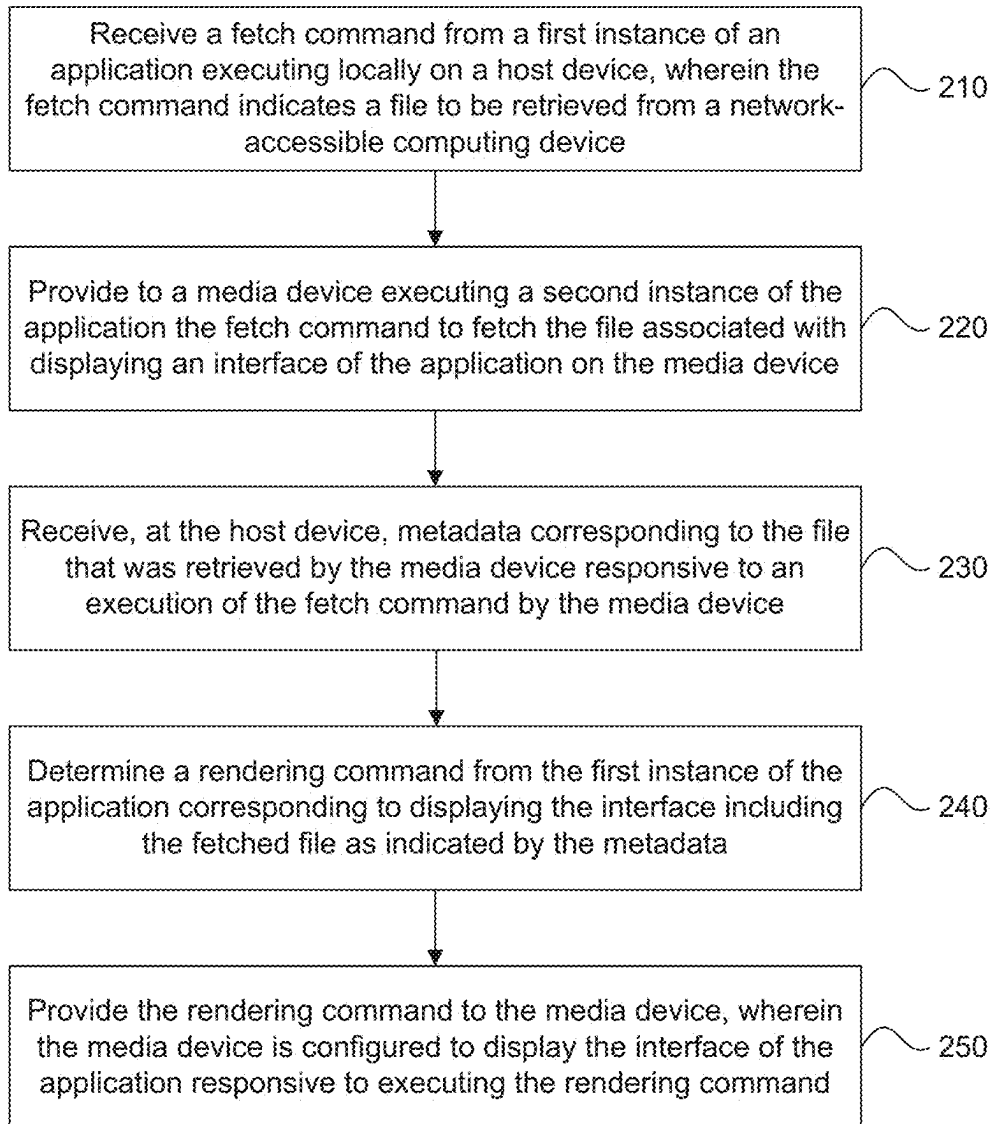 Receive a fetch command from a first instance of an
application executing locally on a host device, wherein the
fetch command indicates a file to be retrieved from a network-
accessible computing device
210
Provide to a media device executing a second instance of the
application the fetch command to fetch the file associated with
displaying an interface of the application on the media device
220
Receive, at the host device, metadata corresponding to the file
that was retrieved by the media device responsive to an
execution of the fetch command by the media device
230
Determine a rendering command from the first instance of the
application corresponding to displaying the interface including
the fetched file as indicated by the metadata
240
Provide the rendering command to the media device, wherein
the media device is configured to display the interface of the
application responsive to executing the rendering command
250